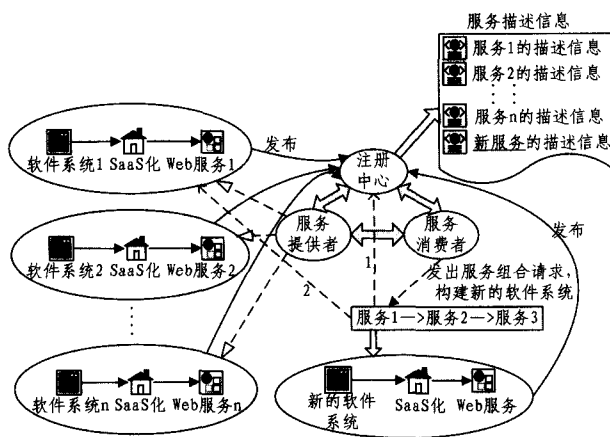 服务描述信息
服务1的描述信息
服务2的描述信息
服务n的描述信息
新服务的描述信息
发布
注册
中心
软件系统1 SaaS化 Web服务1
服务
提供者
服务
消费者
发布
软件系统2 SaaS化 Web服务2
1
2
发出服务组合请求,
构建新的软件系统
服务1—>服务2—>服务3
软件系统n SaaS化 Web服务n
新的软件
系统
SaaS化 Web服务